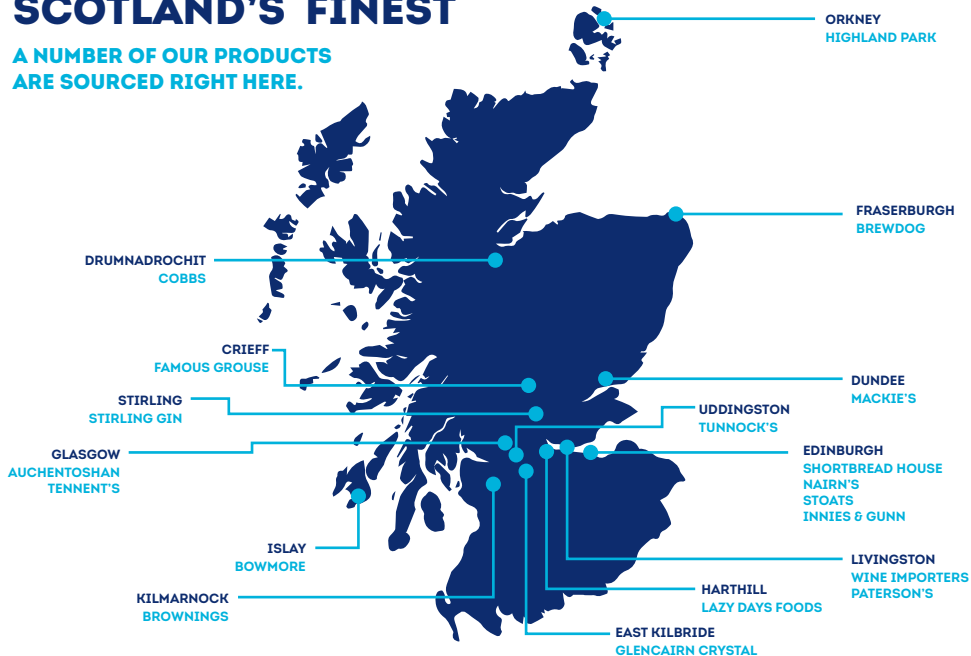 SCOTLAND'S FINEST
A NUMBER OF OUR PRODUCTS
ARE SOURCED RIGHT HERE.
ORKNEY
HIGHLAND PARK
FRASERBURGH
BREWDOG
DRUMNADROCHIT
COBBS
CRIEFF
FAMOUS GROUSE
STIRLING
STIRLING GIN
GLASGOW
AUCHENTOSHAN
TENNENT'S
ISLAY
BOWMORE
KILMARNOCK
BROWNINGS
DUNDEE
MACKIE'S
UDDINGSTON
TUNNOCK'S
EDINBURGH
SHORTBREAD HOUSE
NAIRN'S
STOATS
INNIES & GUNN
LIVINGSTON
WINE IMPORTERS
PATERSON'S
HARTHILL
LAZY DAYS FOODS
EAST KILBRIDE
GLENCAIRN CRYSTAL